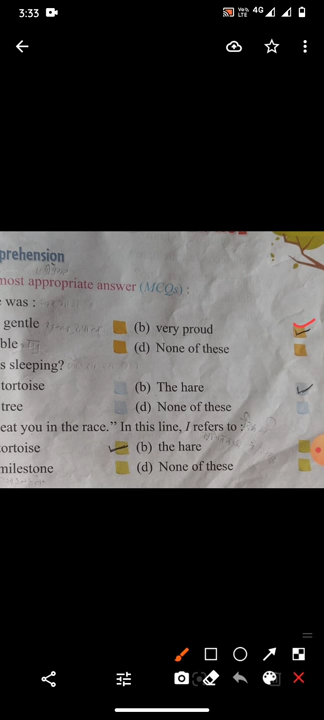 3:33
4G
prehension
most appropriate answer (MCQs) :
was :
gentle (b) very proud
ble (d) None of these
s sleeping?
tortoise (b) The hare
tree (d) None of these
eat you in the race.” In this line, I refers to :
ortoise (b) the hare
milestone (d) None of these